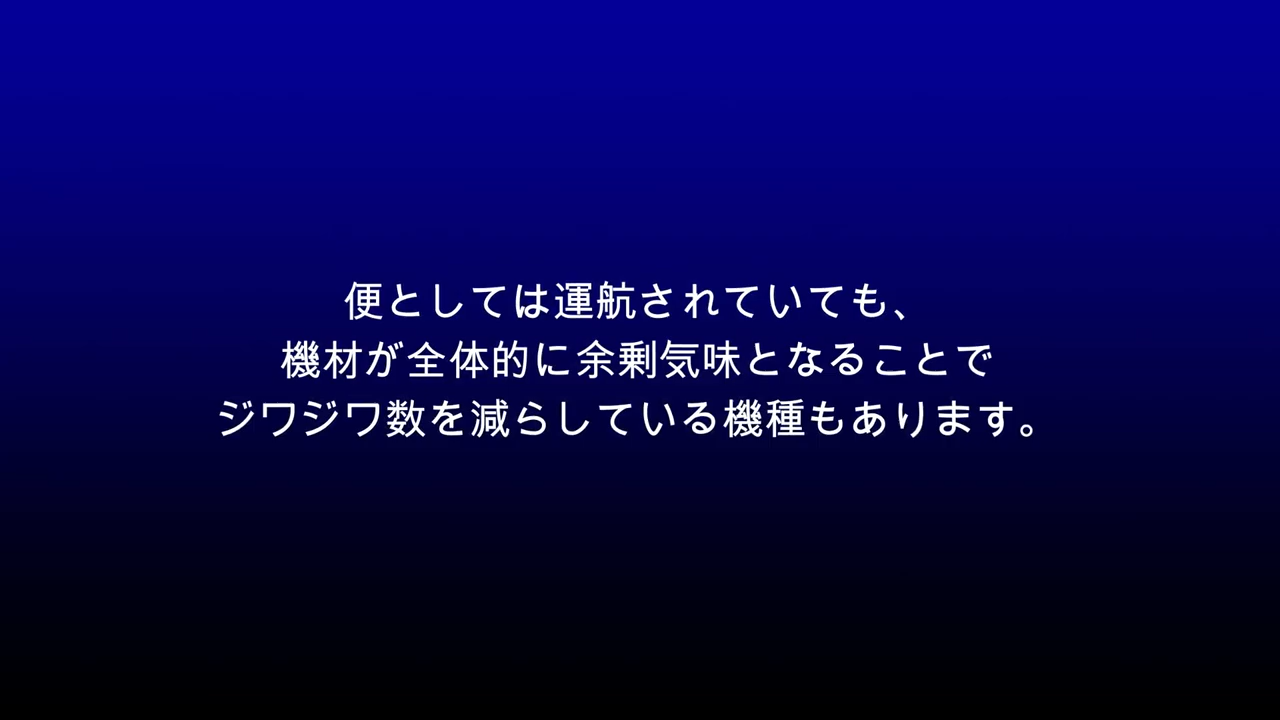 便としては運航されていても、
機材が全体的に余剰気味となることで
ジワジワ数を減らしている機種もあります。